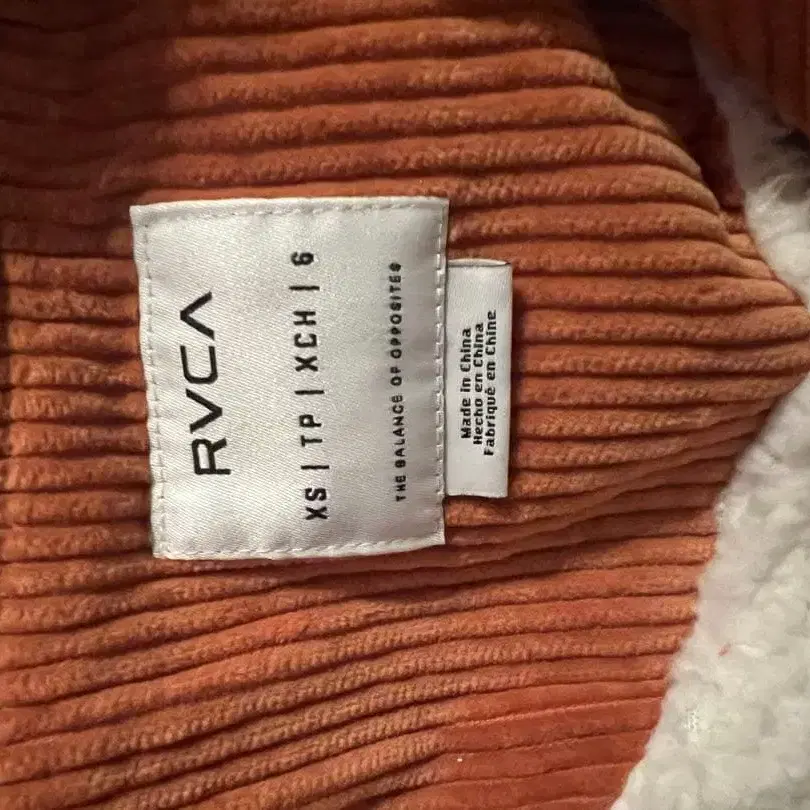 RVCA
XS | TP | XCH | 6
THE BALANCE OF OPPOSITES
Made in China
Hecho en China
Fabriqué en Chine